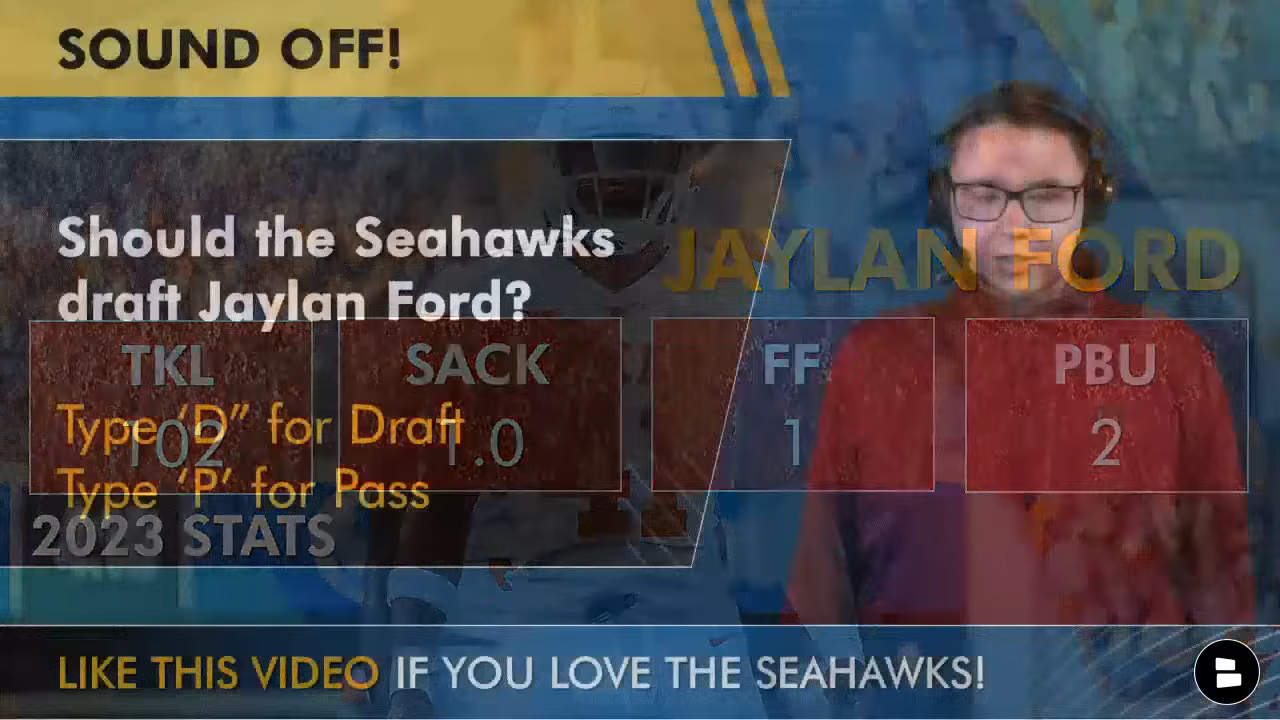 SOUND OFF!
Should the Seahawks
draft Jaylan Ford?
JAYLAN FORD
TKL SACK FF PBU
Type ‘D” for Draft
102 1.0 1 2
Type ‘P’ for Pass
2023 STATS
LIKE THIS VIDEO IF YOU LOVE THE SEAHAWKS!